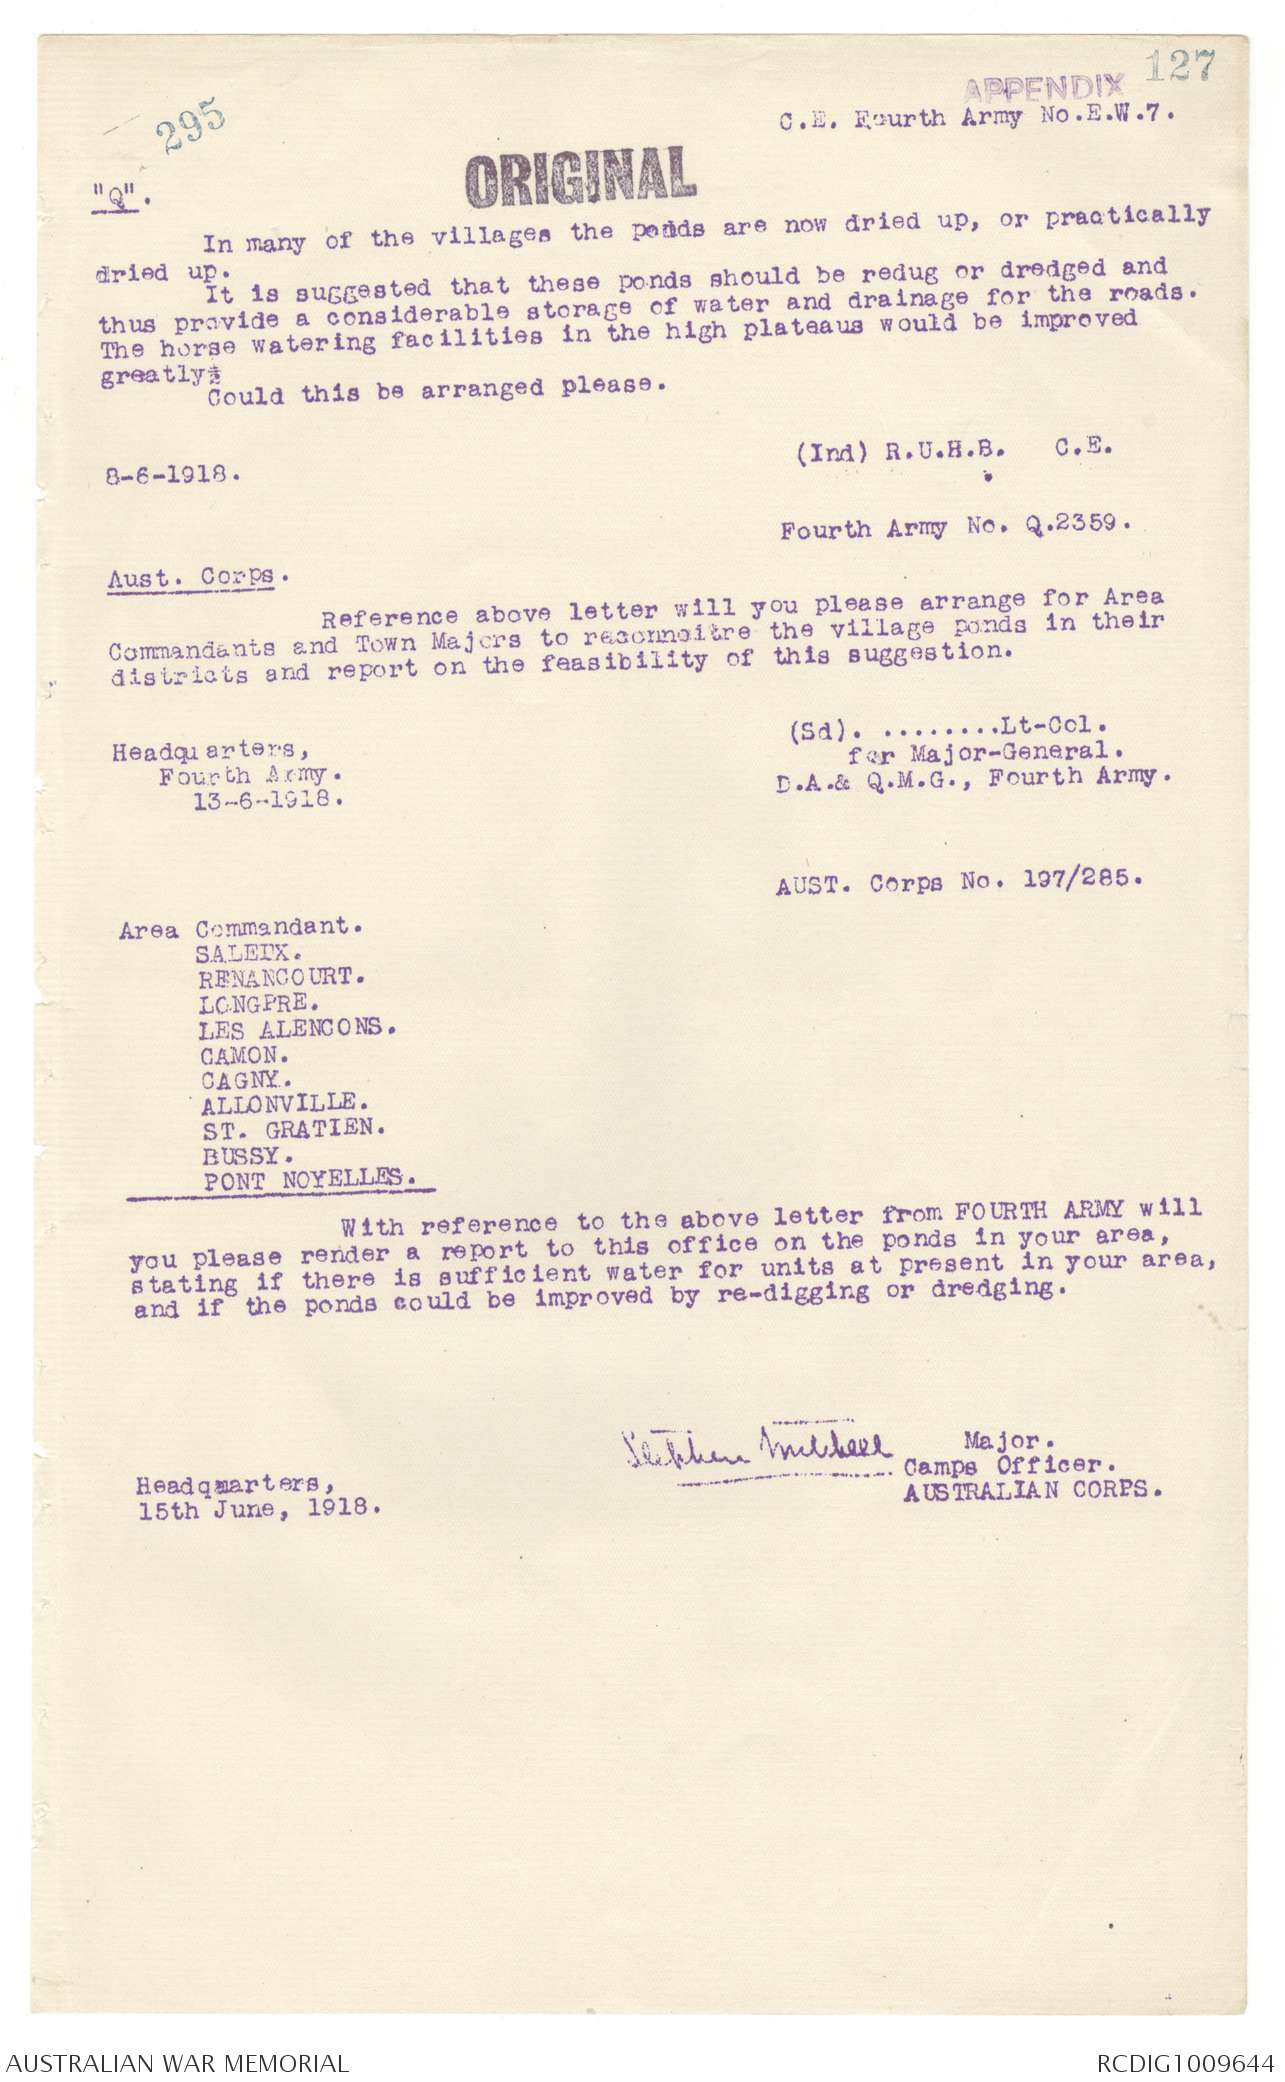 127
APPENDIX
C.E. Fourth Army No.E.W.7.
295
ORIGINAL
"Q".
In many of the villages the ponds are now dried up, or practically
dried up.
It is suggested that these ponds should be redug or dredged and
thus provide a considerable storage of water and drainage for the roads.
The horse watering facilities in the high plateaus would be improved
greatly.
Could this be arranged please.
(Ind) R.U.H.B. C.E.
8-6-1918.
Fourth Army No. Q.2359.
Aust. Corps.
Reference above letter will you please arrange for Area
Commandants and Town Majors to reconnoitre the village ponds in their
districts and report on the feasibility of this suggestion.
(Sd). .........Lt-Col.
for Major-General.
D.A.& Q.M.G., Fourth Army.
Headquarters,
Fourth Army.
13-6-1918.
AUST. Corps No. 197/285.
Area Commandant.
SALEUX.
RENANCOURT.
LONGPRE.
LES ALENCONS.
CAMON.
CAGNY.
ALLONVILLE.
ST. GRATIEN.
BUSSY.
PONT NOYELLES.
With reference to the above letter from FOURTH ARMY will
you please render a report to this office on the ponds in your area,
stating if there is sufficient water for units at present in your area,
and if the ponds could be improved by re-digging or dredging.
Stephen Mitchell
Major.
Camps Officer.
AUSTRALIAN CORPS.
Headquarters,
15th June, 1918.
AUSTRALIAN WAR MEMORIAL
RCDIG1009644